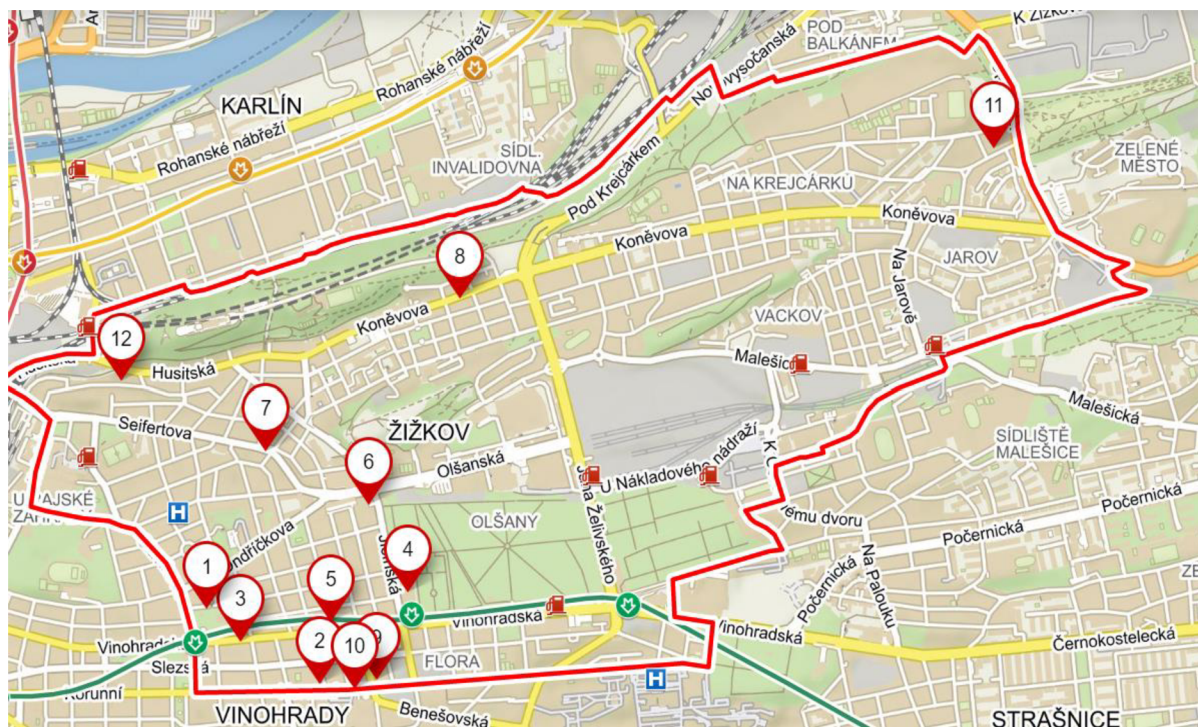 K Žižkovu
POD
BALKÁNEM
Novovysočanská
11
Rohanské nábřeží
KARLÍN
Rohanské nábřeží
SÍDL.
INVALIDOVNA
ZELENÉ
MĚSTO
NA KREJCÁRKU
Pod Krejcárkem
Koněvova
Koněvova
8
JAROV
Na Jarově
Koněvova
VACKOV
12
Husitská
Malešická
7
Seifertova
ŽIŽKOV
SÍDLIŠTĚ
MALEŠICE
6
Olšanská
U Nákladového nádraží
U RAJSKÉ
ZAHRADY
H
OLŠANY
Jana Želivského
Počernická
Počernická
Počernická
Na Palouku
Jičínská
4
1
5
3
Vinohradská
Vinohradská
Vinohradská
Černokostelecká
2
10
9
Slezská
FLORA
H
Korunní
VINOHRADY
Benešovská
STRAŠNICE